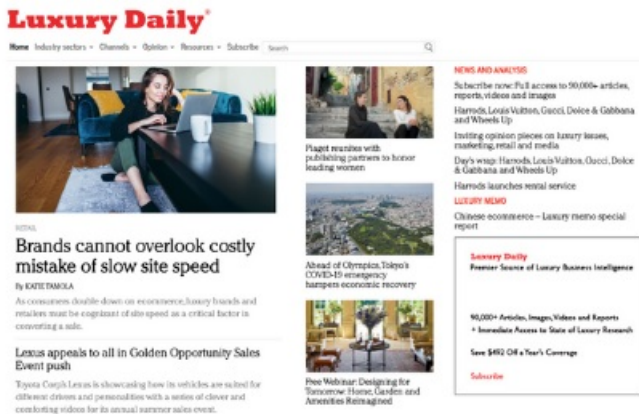 Luxury Daily®
Home Industry sectors Channels Opinion Resources Subscribe Search
RETAIL
Brands cannot overlook costly
mistake of slow site speed
By KATIE TAMOLA
As consumers double down on ecommerce, luxury brands and
retailers must be cognizant of site speed as a critical factor in
converting a sale.
Lexus appeals to all in Golden Opportunity Sales
Event push
Toyota Corp's Lexus is showcasing how its vehicles are suited for
different drivers and personalities with a series of clever and
comforting videos for its annual summer sales event.
Piaget reunites with
publishing partners to honor
leading women
Ahead of Olympics, Tokyo's
COVID-19 emergency
hampers economic recovery
Free Webinar: Designing for
Tomorrow: Home, Garden and
Amenities Reimagined
NEWS AND ANALYSIS
Subscribe now: Full access to 90,000+ articles,
reports, videos and images
Harrods, Louis Vuitton, Gucci, Dolce & Gabbana
and Wheels Up
Inviting opinion pieces on luxury issues,
marketing, retail and media
Day's wrap: Harrods, Louis Vuitton, Gucci, Dolce
& Gabbana and Wheels Up
Harrods launches rental service
LUXURY MEMO
Chinese ecommerce – Luxury memo special
report
Luxury Daily
Premier Source of Luxury Business Intelligence
90,000+ Articles, Images, Videos and Reports
+ Immediate Access to State of Luxury Research
Save $492 Off a Year's Coverage
Subscribe